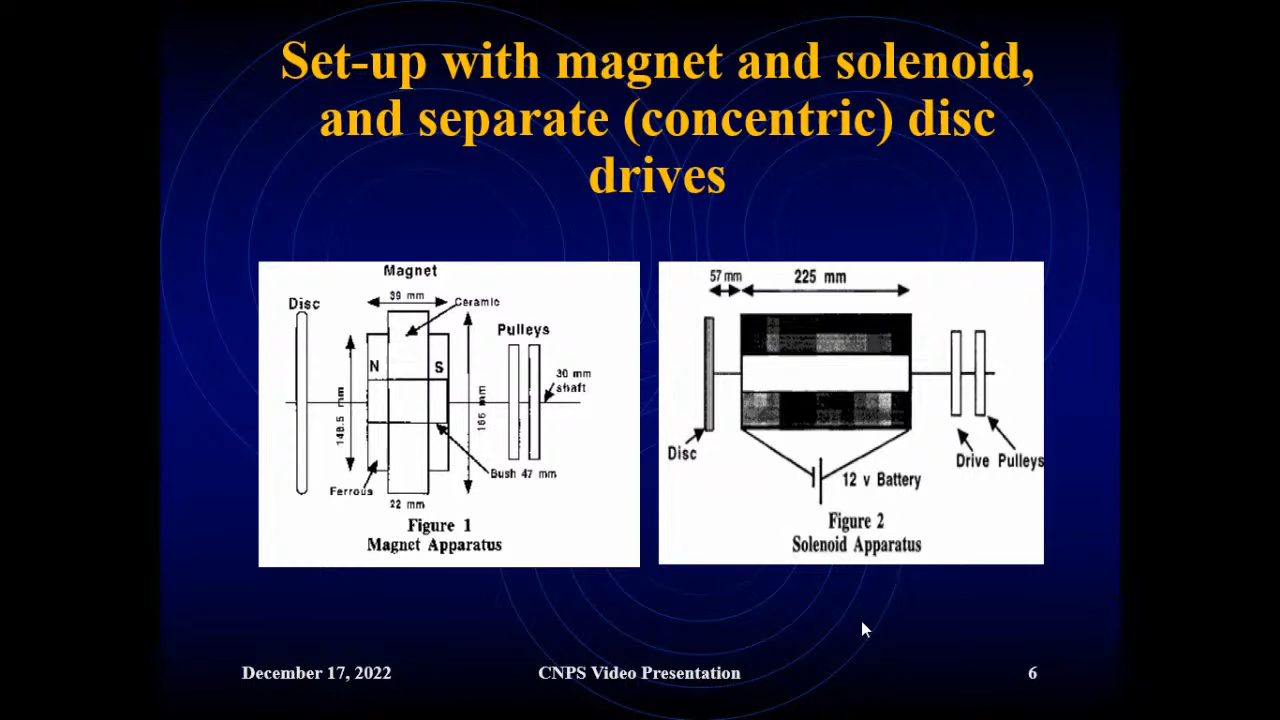 Set-up with magnet and solenoid,
and separate (concentric) disc
drives
Magnet
39 mm
Disc
Ceramic
Pulleys
N
S
30 mm
shaft
148.5 mm
166 mm
Bush 47 mm
Ferrous
22 mm
Figure 1
Magnet Apparatus
57 mm
225 mm
Disc
Drive Pulleys
12 v Battery
Figure 2
Solenoid Apparatus
December 17, 2022
CNPS Video Presentation
6